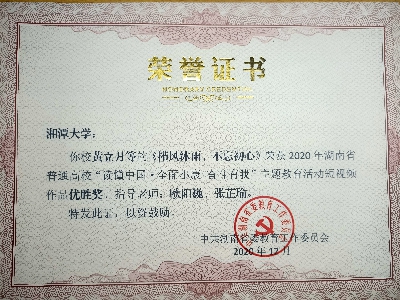 荣誉证书
湘潭大学：
你校黄立月等的《栉风沐雨，不忘初心》荣获2020年湖南省
普通高校“读懂中国·全面小康 奋斗有我”主题教育活动短视频
作品优胜奖，指导老师：欧阳巍，张芷瑜。
特发此证，以资鼓励。
中共湖南省委教育工作委员会
2020年12月